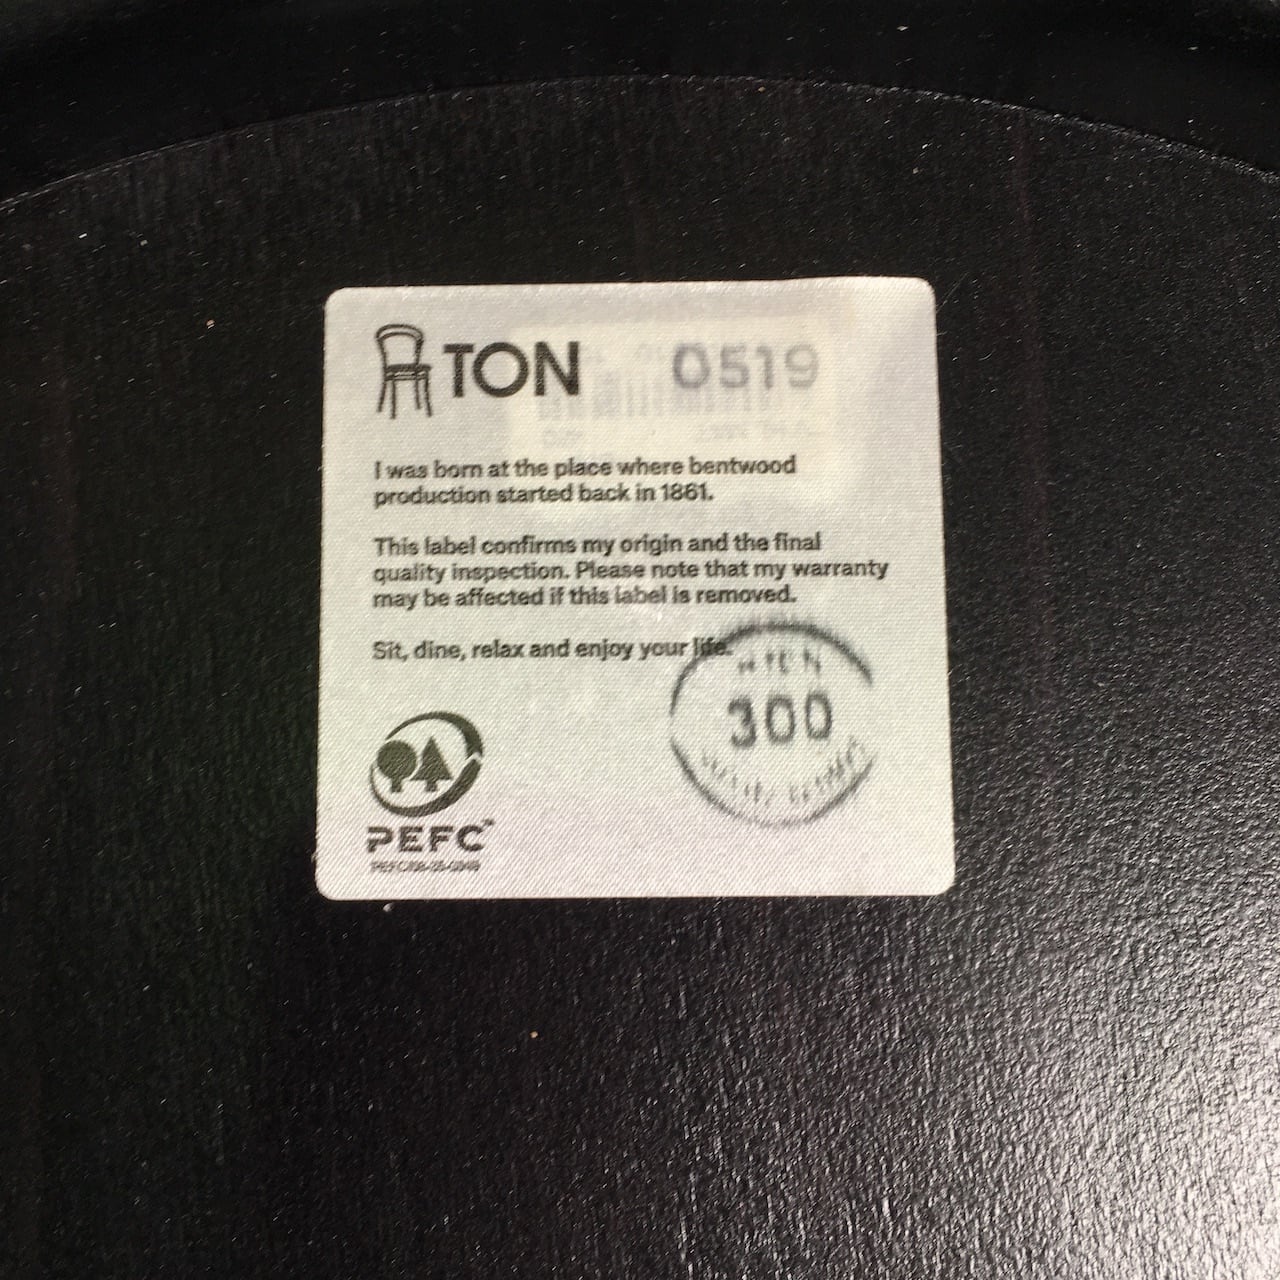 TON 0519
I was born at the place where bentwood
production started back in 1861.
This label confirms my origin and the final
quality inspection. Please note that my warranty
may be affected if this label is removed.
Sit, dine, relax and enjoy your life.
300
PEFC™